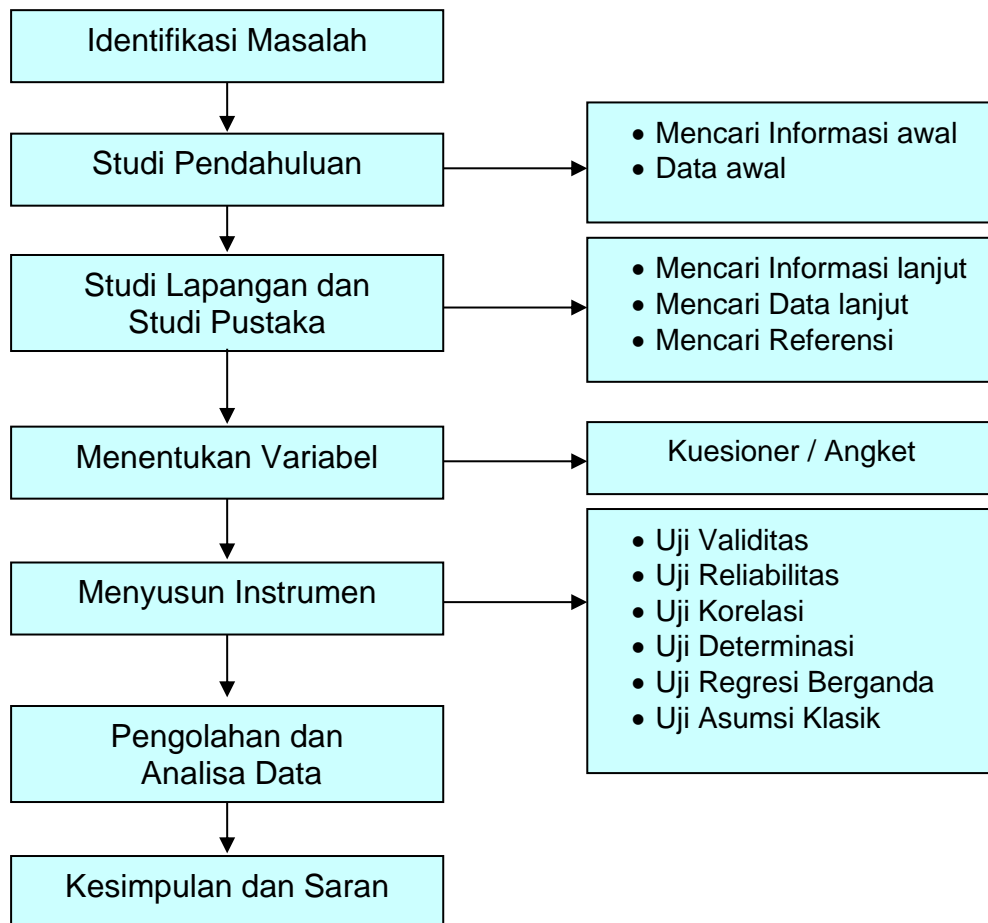 Identifikasi Masalah
Studi Pendahuluan
• Mencari Informasi awal
• Data awal
Studi Lapangan dan
Studi Pustaka
• Mencari Informasi lanjut
• Mencari Data lanjut
• Mencari Referensi
Menentukan Variabel
Kuesioner / Angket
Menyusun Instrumen
• Uji Validitas
• Uji Reliabilitas
• Uji Korelasi
• Uji Determinasi
• Uji Regresi Berganda
• Uji Asumsi Klasik
Pengolahan dan
Analisa Data
Kesimpulan dan Saran